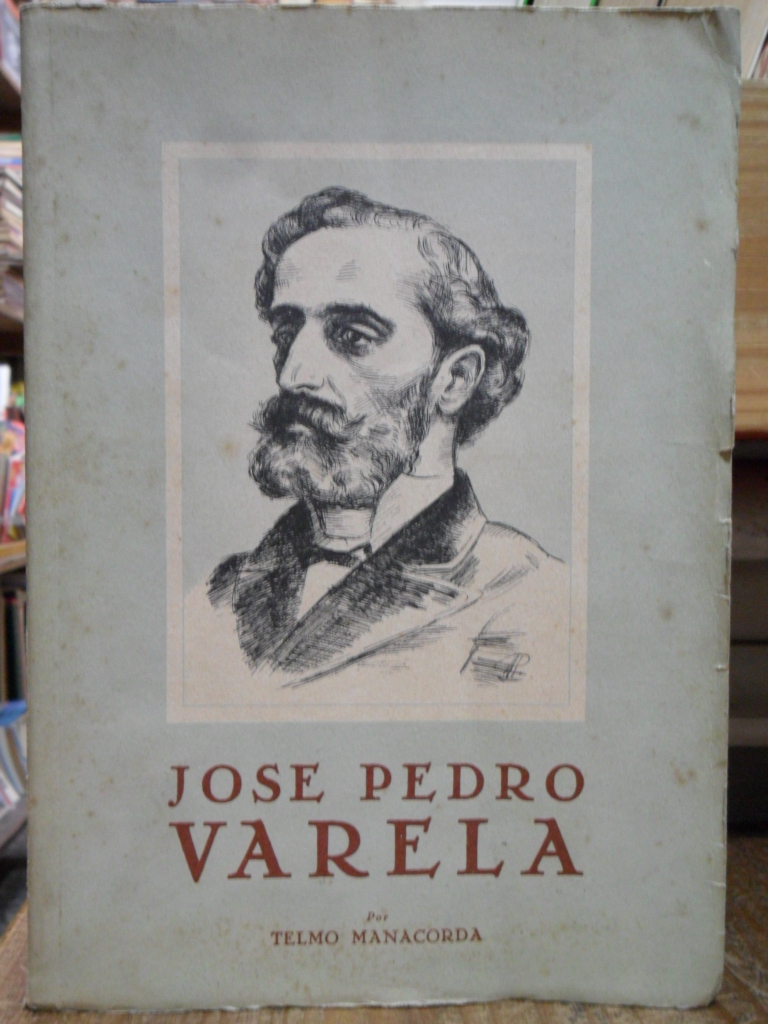 JOSE PEDRO
VARELA
Por
TELMO MANACORDA